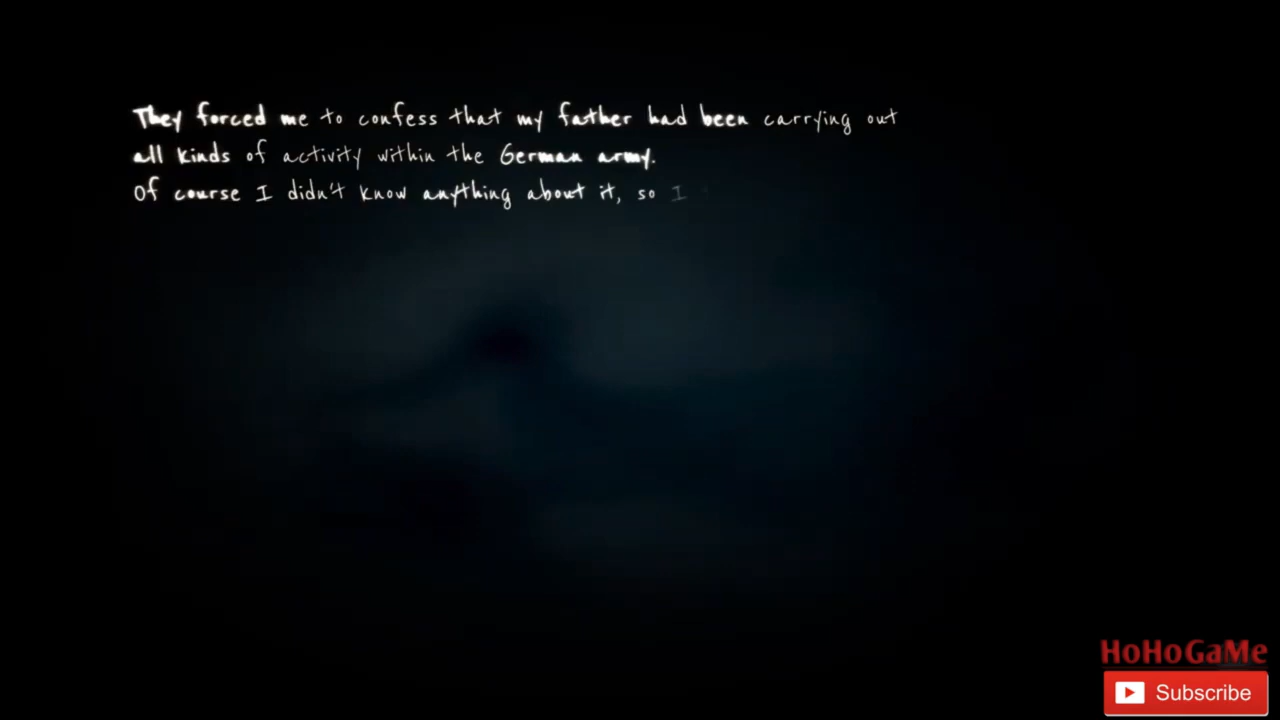 They forced me to confess that my father had been carrying out
all kinds of activity within the German army.
Of course I didn't know anything about it, so I
HoHoGaMe
Subscribe